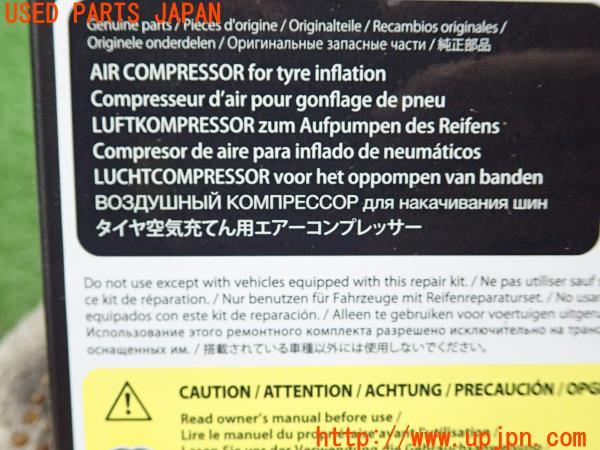 USED PARTS JAPAN
Genuine parts / Pièces d'origine / Originalteile / Recambios originales /
Originele onderdelen / Оригинальные запасные части / 純正部品
AIR COMPRESSOR for tyre inflation
Compresseur d'air pour gonflage de pneu
LUFTKOMPRESSOR zum Aufpumpen des Reifens
Compresor de aire para inflado de neumáticos
LUCHTCOMPRESSOR voor het oppompen van banden
ВОЗДУШНЫЙ КОМПРЕССОР для накачивания шин
タイヤ空気充てん用エアーコンプレッサー
Do not use except with vehicles equipped with this repair kit. / Ne pas utiliser sauf
ce kit de réparation. / Nur benutzen für Fahrzeuge mit Reifenreparaturset. / No
equipados con este kit de reparación. / Alleen te gebruiken voor voertuigen
Использование этого ремонтного комплекта разрешено исключительно на
оснащенных им. / 搭載されている車種以外には使用しないでください。
CAUTION / ATTENTION / ACHTUNG / PRECAUCIÓN /
Read owner's manual before use /
Lire le manuel du propriétaire avant l'utilisation /
http://www.upjpn.com